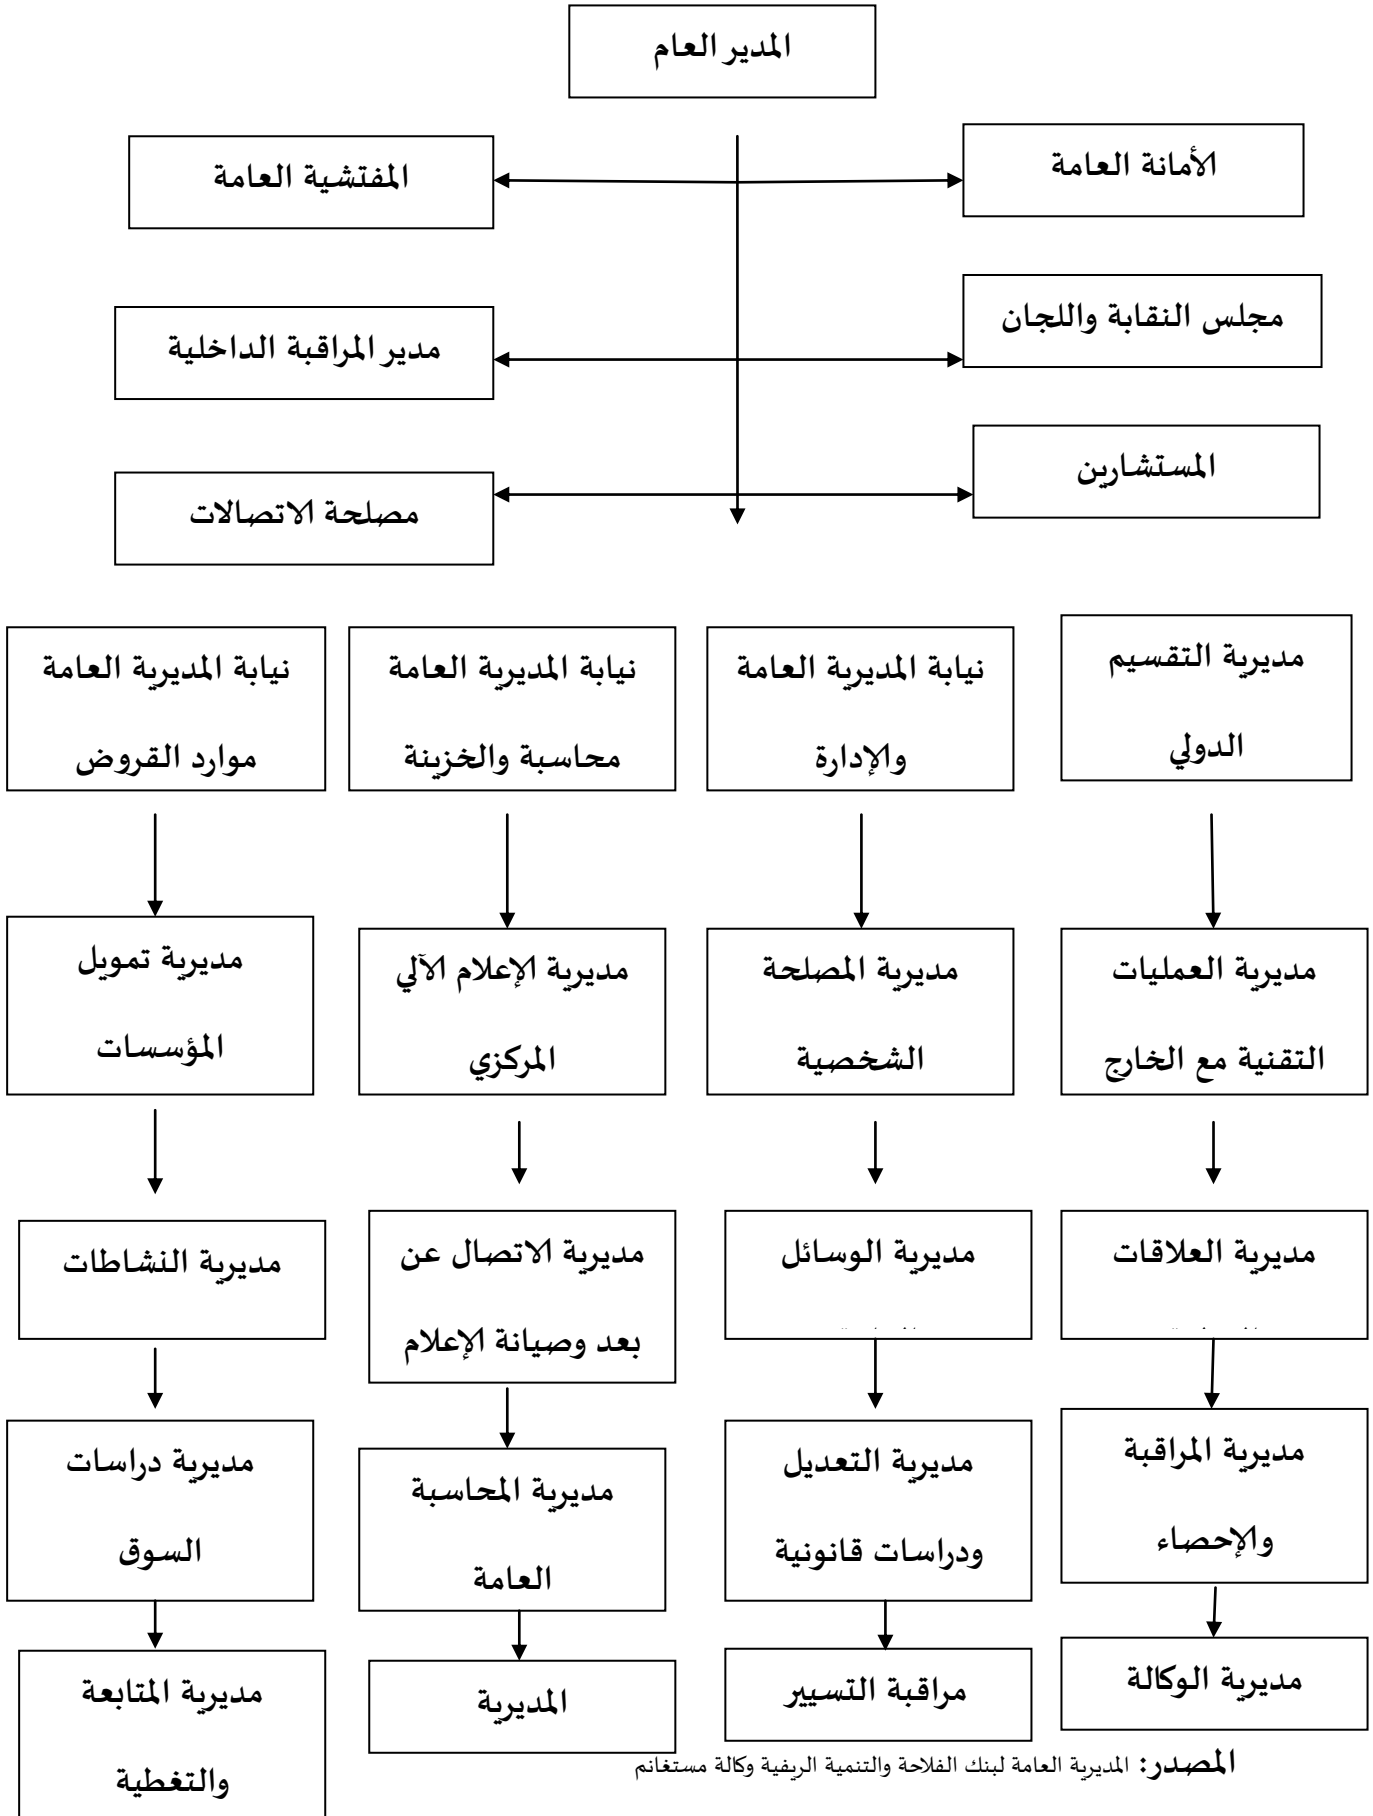 المدير العام
الأمانة العامة
المفتشية العامة
مجلس النقابة واللجان
مدير المراقبة الداخلية
المستشارين
مصلحة الاتصالات
مديرية التقسيم
الدولي
نيابة المديرية العامة
والإدارة
نيابة المديرية العامة
محاسبة والخزينة
نيابة المديرية العامة
موارد القروض
مديرية العمليات
التقنية مع الخارج
مديرية المصلحة
الشخصية
مديرية الإعلام الآلي
المركزي
مديرية تمويل
المؤسسات
مديرية العلاقات
مديرية الوسائل
مديرية الاتصال عن
بعد وصيانة الإعلام
مديرية النشاطات
مديرية المراقبة
والإحصاء
مديرية التعديل
ودراسات قانونية
مديرية المحاسبة
العامة
مديرية دراسات
السوق
مديرية الوكالة
مراقبة التسيير
المديرية
مديرية المتابعة
والتغطية
المصدر: المديرية العامة لبنك الفلاحة والتنمية الريفية وكالة مستغانم